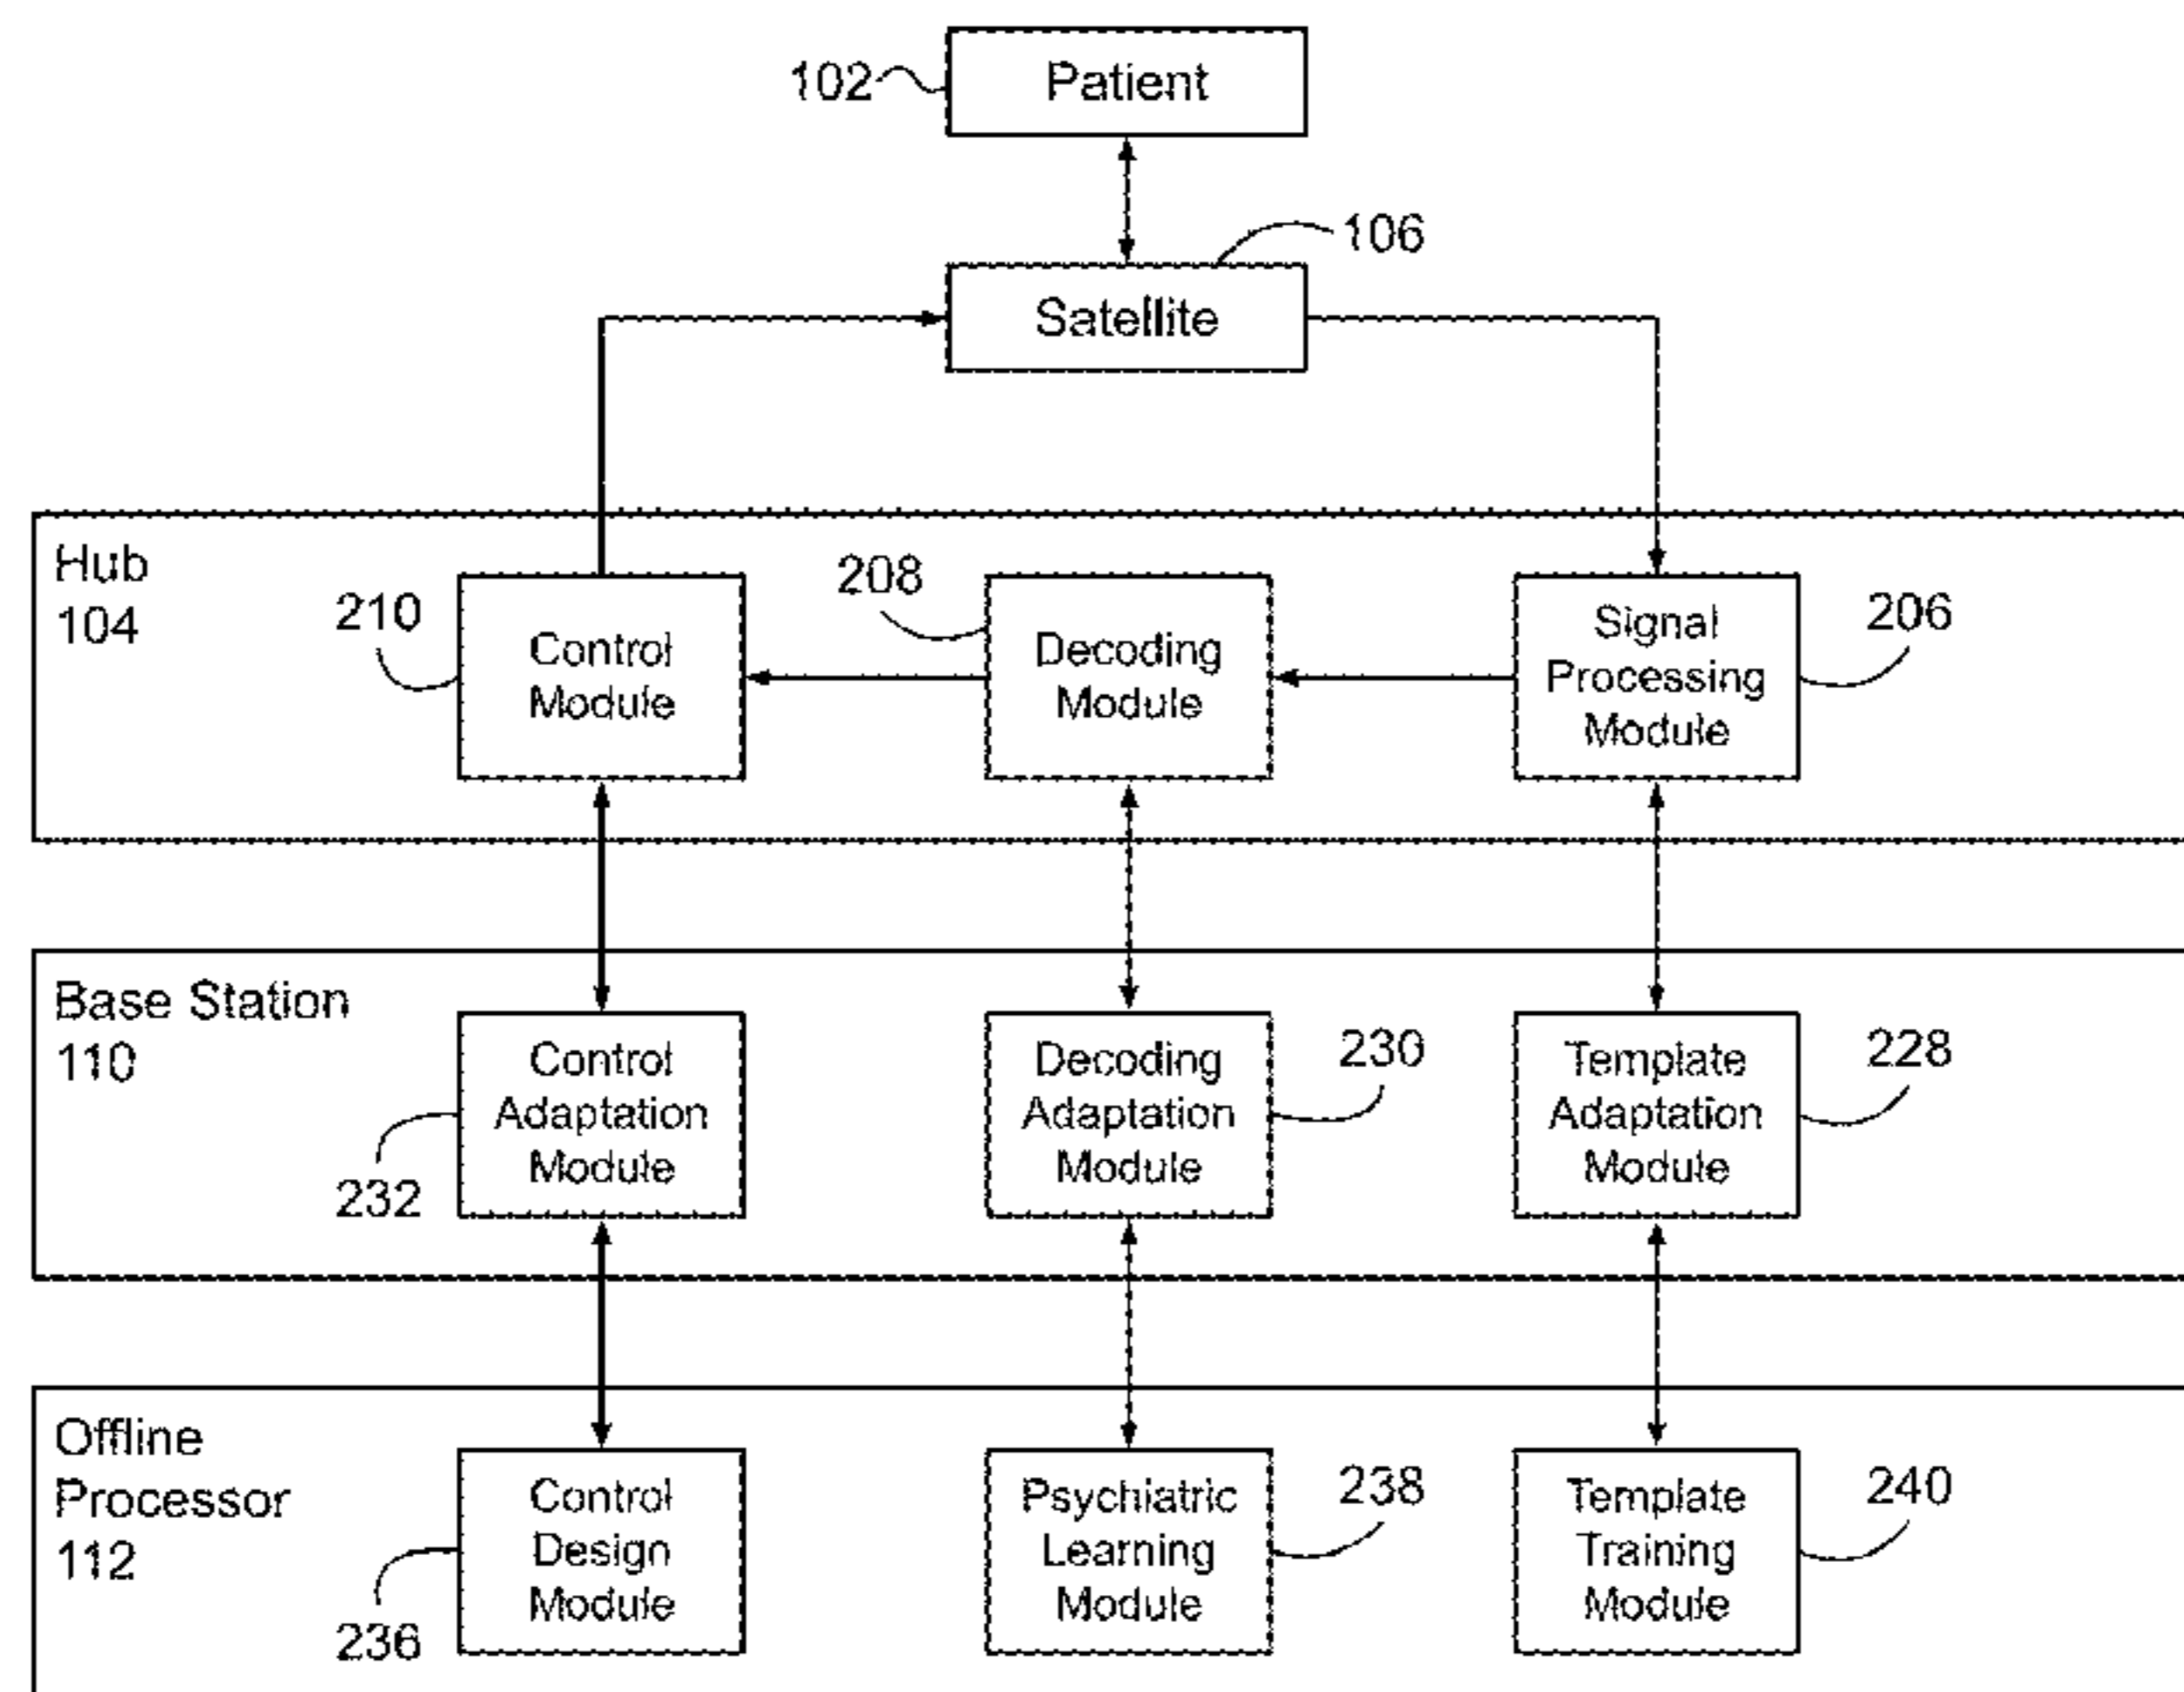 102
Patient
106
Satellite
Hub
104
210
Control
Module
208
Decoding
Module
Signal
Processing
Module
206
Base Station
110
232
Control
Adaptation
Module
Decoding
Adaptation
Module
230
Template
Adaptation
Module
228
Offline
Processor
112
236
Control
Design
Module
Psychiatric
Learning
Module
238
Template
Training
Module
240